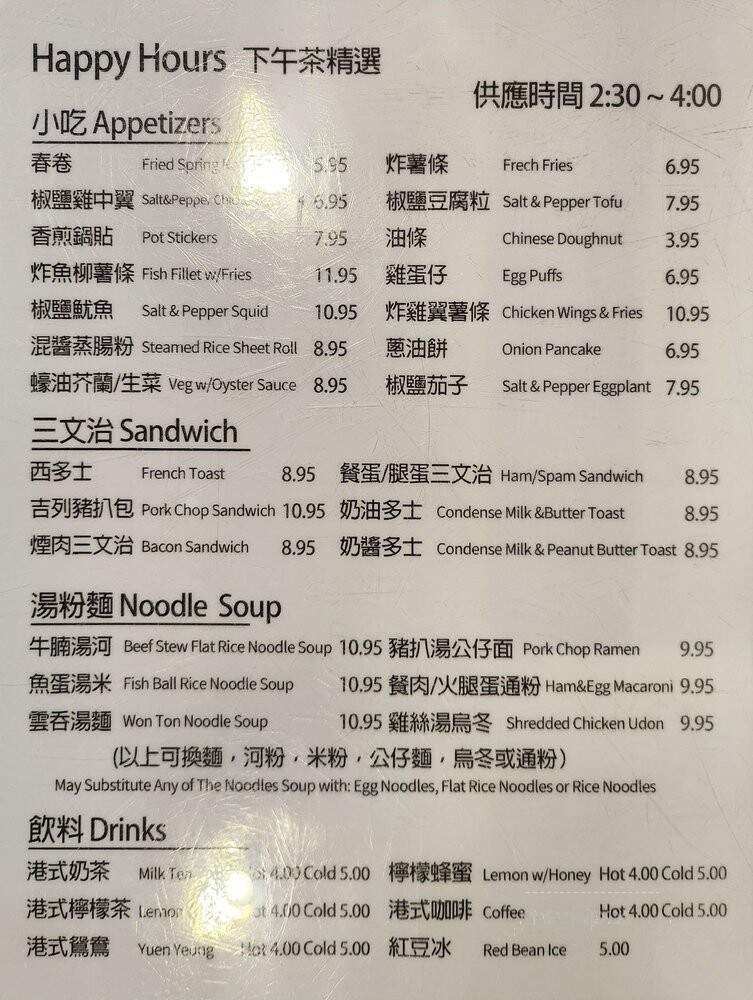 Happy Hours 下午茶精選
供應時間 2:30 ~ 4:00
小吃 Appetizers
春卷 Fried Spring 5.95 炸薯條 Frech Fries 6.95
椒鹽雞中翼 Salt&Pepper 6.95 椒鹽豆腐粒 Salt & Pepper Tofu 7.95
香煎鍋貼 Pot Stickers 7.95 油條 Chinese Doughnut 3.95
炸魚柳薯條 Fish Fillet w/Fries 11.95 雞蛋仔 Egg Puffs 6.95
椒鹽魷魚 Salt & Pepper Squid 10.95 炸雞翼薯條 Chicken Wings & Fries 10.95
混醬蒸腸粉 Steamed Rice Sheet Roll 8.95 蔥油餅 Onion Pancake 6.95
蠔油芥蘭/生菜 Veg w/Oyster Sauce 8.95 椒鹽茄子 Salt & Pepper Eggplant 7.95
三文治 Sandwich
西多士 French Toast 8.95 餐蛋/腿蛋三文治 Ham/Spam Sandwich 8.95
吉列豬扒包 Pork Chop Sandwich 10.95 奶油多士 Condense Milk &Butter Toast 8.95
煙肉三文治 Bacon Sandwich 8.95 奶醬多士 Condense Milk & Peanut Butter Toast 8.95
湯粉麵 Noodle Soup
牛腩湯河 Beef Stew Flat Rice Noodle Soup 10.95 豬扒湯公仔面 Pork Chop Ramen 9.95
魚蛋湯米 Fish Ball Rice Noodle Soup 10.95 餐肉/火腿蛋通粉 Ham&Egg Macaroni 9.95
雲吞湯麵 Won Ton Noodle Soup 10.95 雞絲湯烏冬 Shredded Chicken Udon 9.95
(以上可換麵，河粉，米粉，公仔麵，烏冬或通粉)
May Substitute Any of The Noodles Soup with: Egg Noodles, Flat Rice Noodles or Rice Noodles
飲料 Drinks
港式奶茶 Milk Tea Hot 4.00 Cold 5.00 檸檬蜂蜜 Lemon w/Honey Hot 4.00 Cold 5.00
港式檸檬茶 Lemon 4.00 Cold 5.00 港式咖啡 Coffee Hot 4.00 Cold 5.00
港式鴛鴦 Yuen Yeung Hot 4.00 Cold 5.00 紅豆冰 Red Bean Ice 5.00